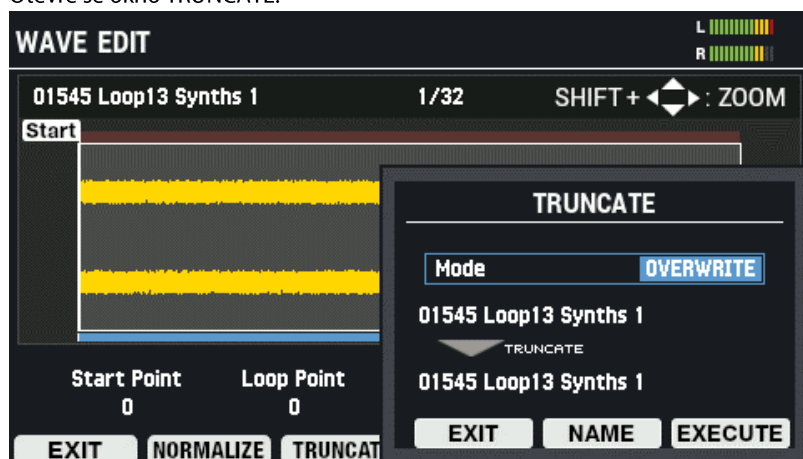 Otevře se okno TRUNCATE.
WAVE EDIT
L
R
01545 Loop13 Synths 1 1/32 SHIFT + : ZOOM
Start
TRUNCATE
Mode OVERWRITE
01545 Loop13 Synths 1
TRUNCATE
01545 Loop13 Synths 1
EXIT NAME EXECUTE
Start Point Loop Point
0 0
EXIT NORMALIZE TRUNCAT